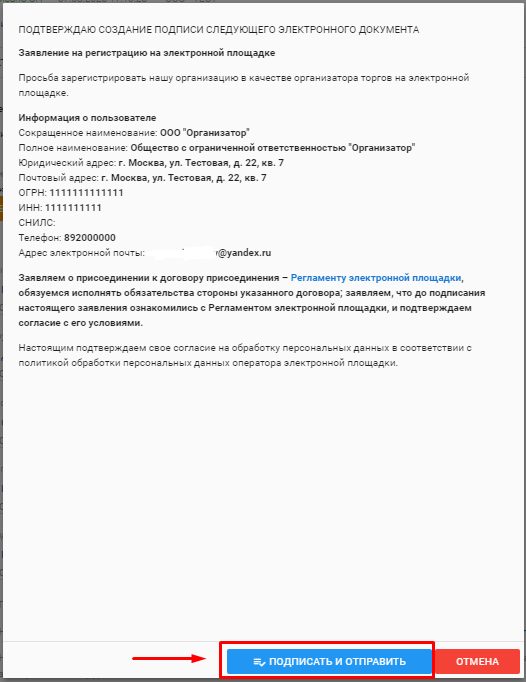 ПОДТВЕРЖДАЮ СОЗДАНИЕ ПОДПИСИ СЛЕДУЮЩЕГО ЭЛЕКТРОННОГО ДОКУМЕНТА
Заявление на регистрацию на электронной площадке
Просьба зарегистрировать нашу организацию в качестве организатора торгов на электронной
площадке.
Информация о пользователе
Сокращенное наименование: ООО "Организатор"
Полное наименование: Общество с ограниченной ответственностью "Организатор"
Юридический адрес: г. Москва, ул. Тестовая, д. 22, кв. 7
Почтовый адрес: г. Москва, ул. Тестовая, д. 22, кв. 7
ОГРН: 1111111111111
ИНН: 1111111111
СНИЛС:
Телефон: 892000000
Адрес электронной почты: @yandex.ru
Заявляем о присоединении к договору присоединения – Регламенту электронной площадки,
обязуемся исполнять обязательства стороны указанного договора; заявляем, что до подписания
настоящего заявления ознакомились с Регламентом электронной площадки, и подтверждаем
согласие с его условиями.
Настоящим подтверждаем свое согласие на обработку персональных данных в соответствии с
политикой обработки персональных данных оператора электронной площадки.
ПОДПИСАТЬ И ОТПРАВИТЬ ОТМЕНА